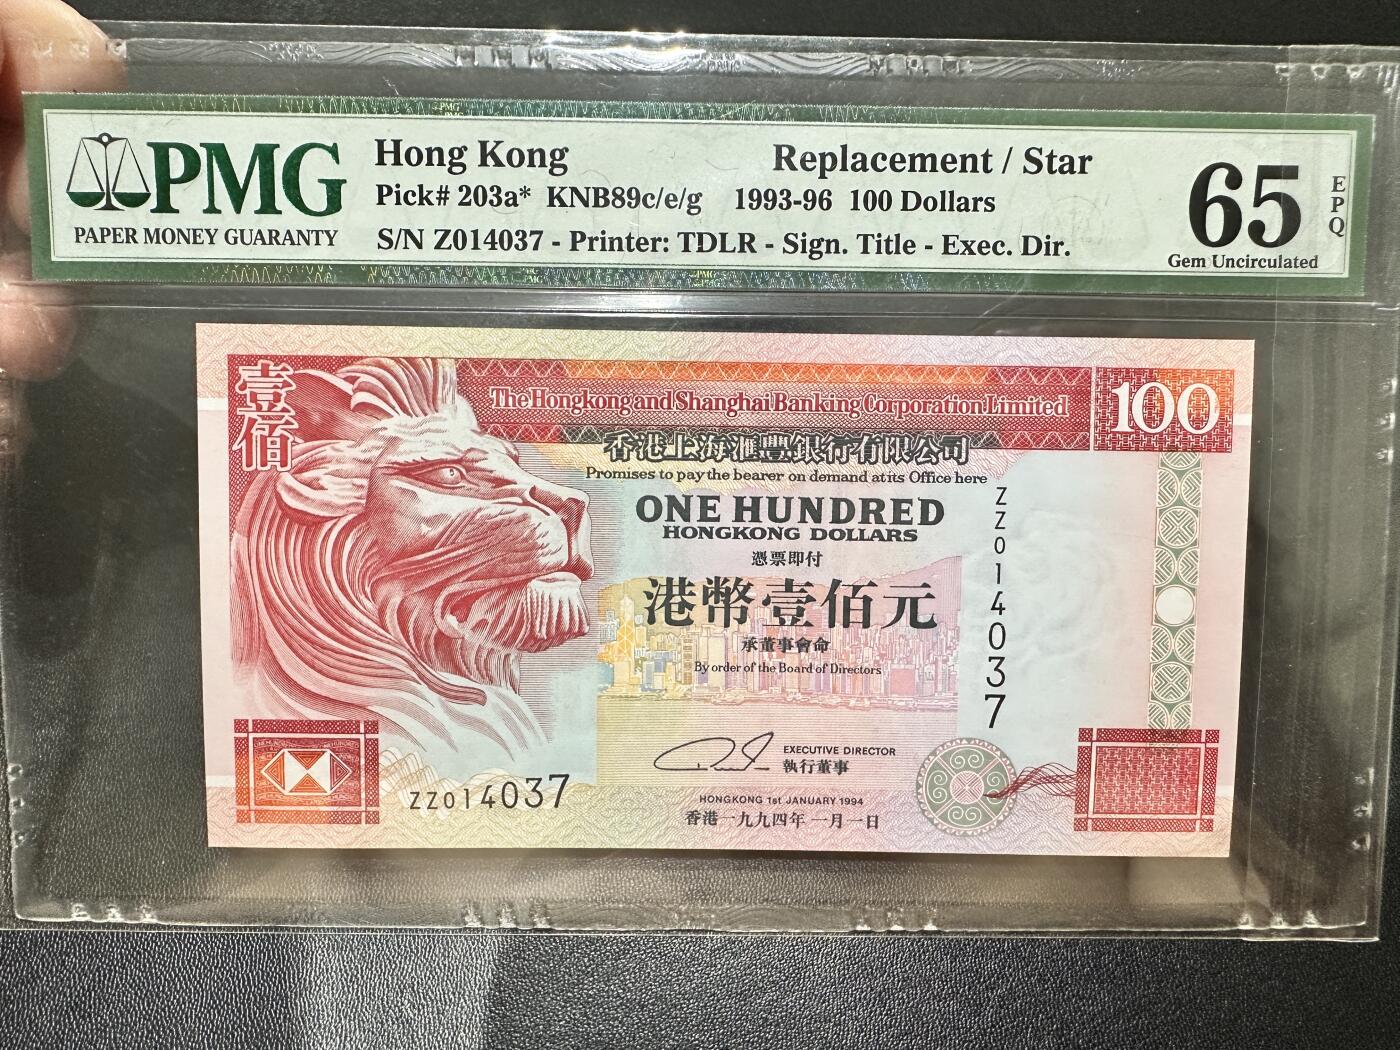 PMG
PAPER MONEY GUARANTY
Hong Kong Replacement / Star
Pick# 203a* KNB89c/e/g 1993-96 100 Dollars
S/N Z014037 - Printer: TDLR - Sign. Title - Exec. Dir.
65
EPQ
Gem Uncirculated
壹佰
The Hongkong and Shanghai Banking Corporation Limited
100
香港上海滙豐銀行有限公司
Promises to pay the bearer on demand at its Office here
ONE HUNDRED
HONGKONG DOLLARS
憑票即付
港幣壹佰元
承董事會命
By order of the Board of Directors
ZZ014037
EXECUTIVE DIRECTOR
執行董事
ZZ014037
HONGKONG 1st JANUARY 1994
香港一九九四年一月一日